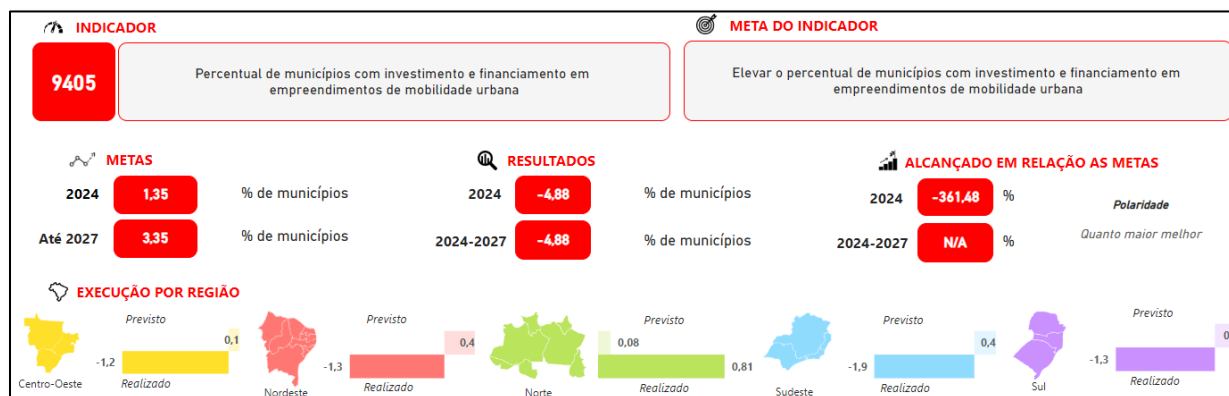 INDICADOR
META DO INDICADOR
9405
Percentual de municípios com investimento e financiamento em
empreendimentos de mobilidade urbana
Elevar o percentual de municípios com investimento e financiamento em
empreendimentos de mobilidade urbana
METAS
RESULTADOS
ALCANÇADO EM RELAÇÃO AS METAS
2024 1,35 % de municípios
2024 -4,88 % de municípios
2024 -361,48 %
Polaridade
Até 2027 3,35 % de municípios
2024-2027 -4,88 % de municípios
2024-2027 N/A %
Quanto maior melhor
EXECUÇÃO POR REGIÃO
Previsto
0,1
-1,2
Realizado
Centro-Oeste
Previsto
0,4
-1,3
Realizado
Nordeste
Previsto
0,08
0,81
Realizado
Norte
Previsto
0,4
-1,9
Realizado
Sudeste
Previsto
-1,3
Realizado
Sul